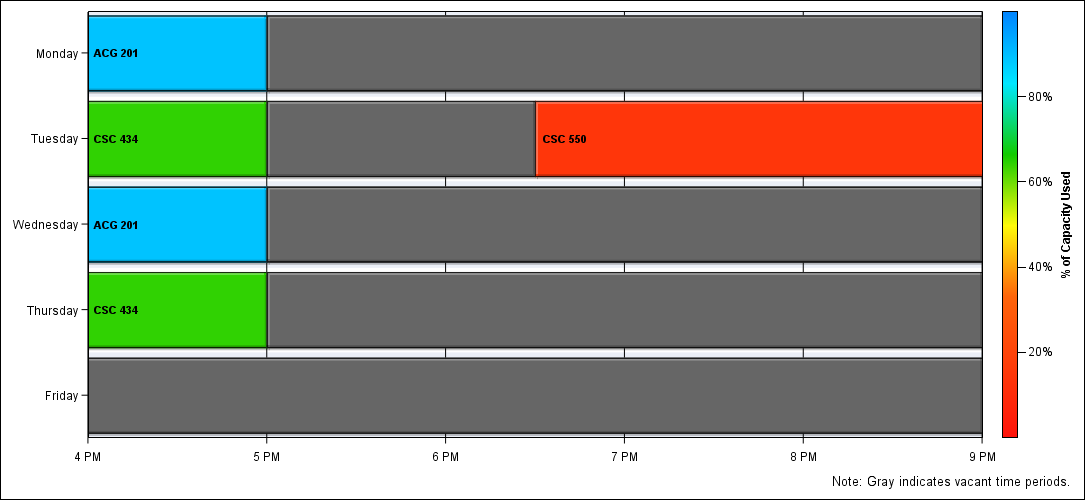 Monday
ACG 201
Tuesday
CSC 434
CSC 550
Wednesday
ACG 201
Thursday
CSC 434
Friday
4 PM
5 PM
6 PM
7 PM
8 PM
9 PM
80%
60%
40%
20%
% of Capacity Used
Note: Gray indicates vacant time periods.